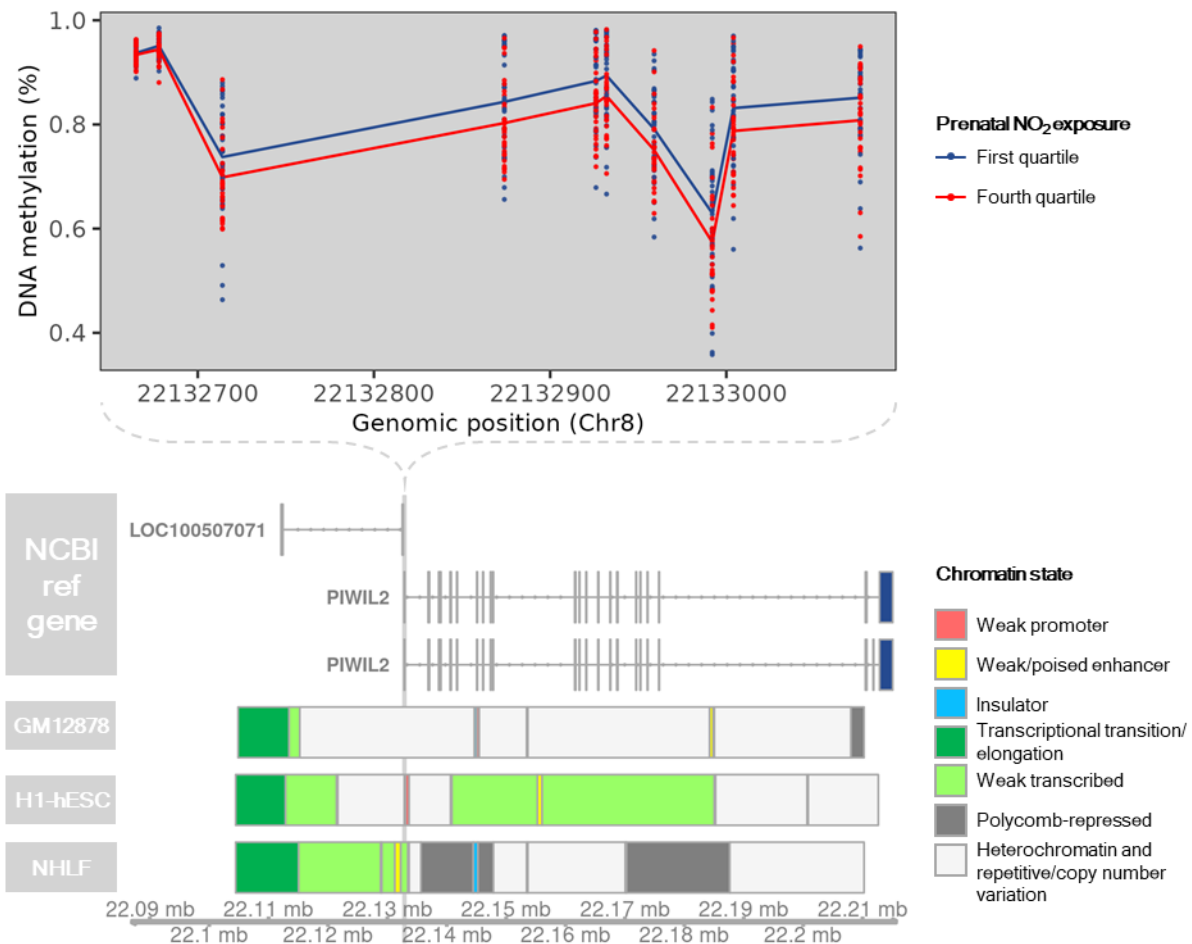 1.0
0.8
0.6
0.4
DNA methylation (%)
22132700 22132800 22132900 22133000
Genomic position (Chr8)
Prenatal NO2 exposure
First quartile
Fourth quartile
NCBI
ref
gene
LOC100507071
PIWIL2
PIWIL2
GM12878
H1-hESC
NHLF
22.09 mb 22.11 mb 22.13 mb 22.15 mb 22.17 mb 22.19 mb 22.21 mb
22.1 mb 22.12 mb 22.14 mb 22.16 mb 22.18 mb 22.2 mb
Chromatin state
Weak promoter
Weak/poised enhancer
Insulator
Transcriptional transition/
elongation
Weak transcribed
Polycomb-repressed
Heterochromatin and
repetitive/copy number
variation